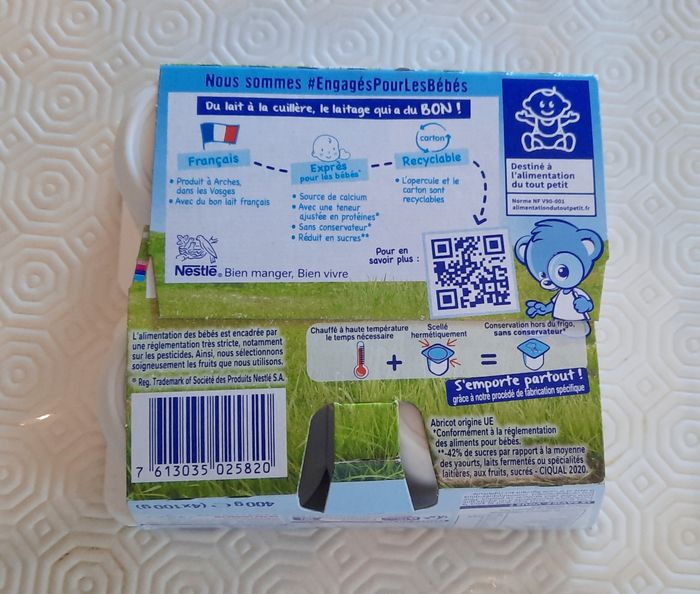 Nous sommes #EngagésPourLesBébés
Du lait à la cuillère, le laitage qui a du BON !
Français
Exprès
pour les bébés*
carton
Recyclable
• Produit à Arches,
dans les Vosges
• Avec du bon lait français
• Source de calcium
• Avec une teneur
ajustée en protéines*
• Sans conservateur*
• Réduit en sucres**
• L'opercule et le
carton sont
recyclables
Destiné à
l'alimentation
du tout petit
Norme NF V90-001
alimentationdutoutpetit.fr
Pour en
savoir plus :
Nestlé® Bien manger, Bien vivre
L'alimentation des bébés est encadrée par
une réglementation très stricte, notamment
sur les pesticides. Ainsi, nous sélectionnons
soigneusement les fruits que nous utilisons.
® Reg. Trademark of Société des Produits Nestlé S.A.
Chauffé à haute température
le temps nécessaire
+
Scellé
hermétiquement
=
Conservation hors du frigo,
sans conservateur*
S'emporte partout !
grâce à notre procédé de fabrication spécifique
7 613035 025820
Abricot origine UE
*Conformément à la réglementation
des aliments pour bébés.
**-42% de sucres par rapport à la moyenne
des yaourts, laits fermentés ou spécialités
laitières, aux fruits, sucrés - CIQUAL 2020.
400g ℮ (4x100g)